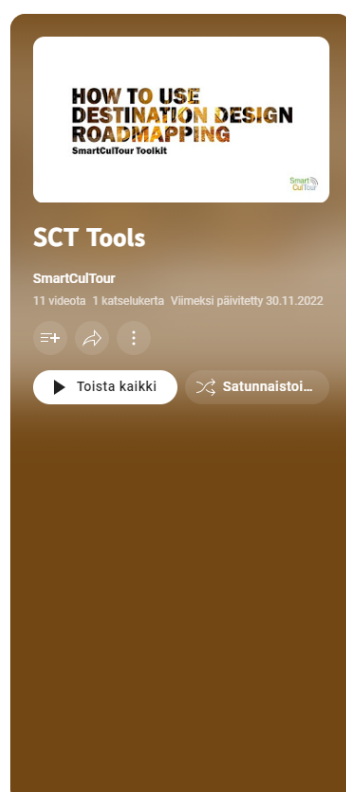 HOW TO USE
DESTINATION DESIGN
ROADMAPPING
SmartCulTour Toolkit
Smart
CulTour
SCT Tools
SmartCulTour
11 videota 1 katselukerta Viimeksi päivitetty 30.11.2022
Toista kaikki
Satunnaistoi...